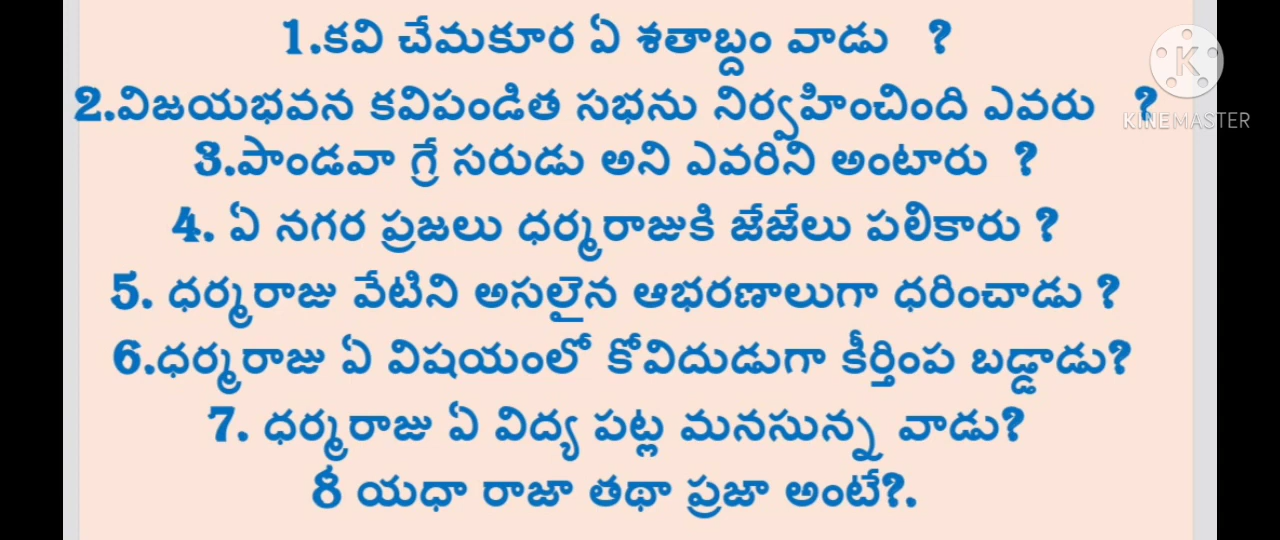 1.కవి చేమకూర ఏ శతాబ్దం వాడు ?
2.విజయభవన కవిపండిత సభను నిర్వహించింది ఎవరు ?
3.పాండవా గ్రే సరుడు అని ఎవరిని అంటారు ?
4. ఏ నగర ప్రజలు ధర్మరాజుకి జేజేలు పలికారు ?
5. ధర్మరాజు వేటిని అసలైన ఆభరణాలుగా ధరించాడు ?
6.ధర్మరాజు ఏ విషయంలో కోవిదుడుగా కీర్తింప బడ్డాడు?
7. ధర్మరాజు ఏ విద్య పట్ల మనసున్న వాడు?
8 యధా రాజా తథా ప్రజా అంటే?.
K
KINEMASTER